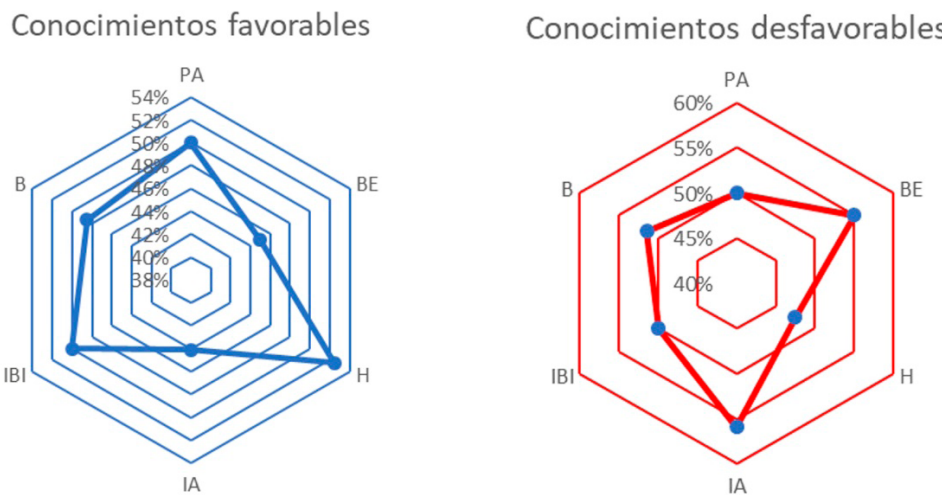 Conocimientos favorables
PA
54%
52%
50%
48%
46%
44%
42%
40%
38%
B
BE
IBI
H
IA
Conocimientos desfavorables
PA
60%
55%
50%
45%
40%
B
BE
IBI
H
IA